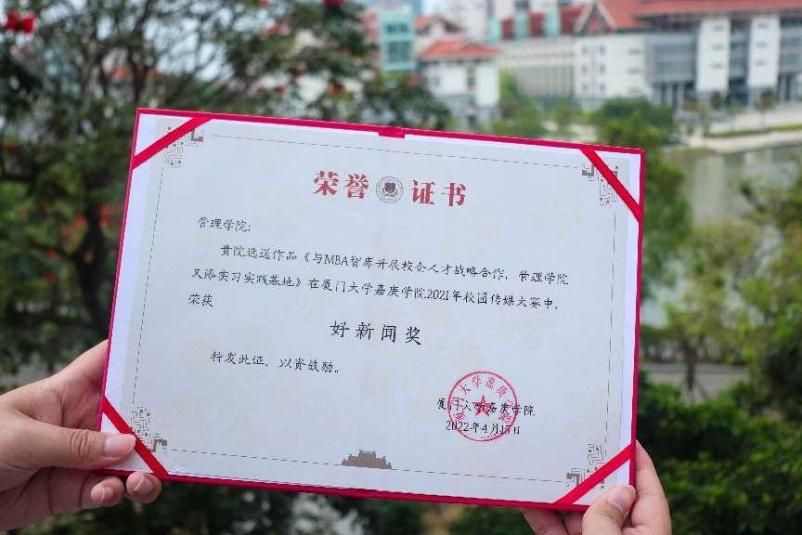 荣誉证书
管理学院：
贵院选送作品《与MBA智库开展校企人才战略合作，管理学院
又添实习实践基地》在厦门大学嘉庚学院2021年校园传媒大赛中，
荣获
好新闻奖
特发此证，以资鼓励。
厦门大学嘉庚学院
2022年4月13日